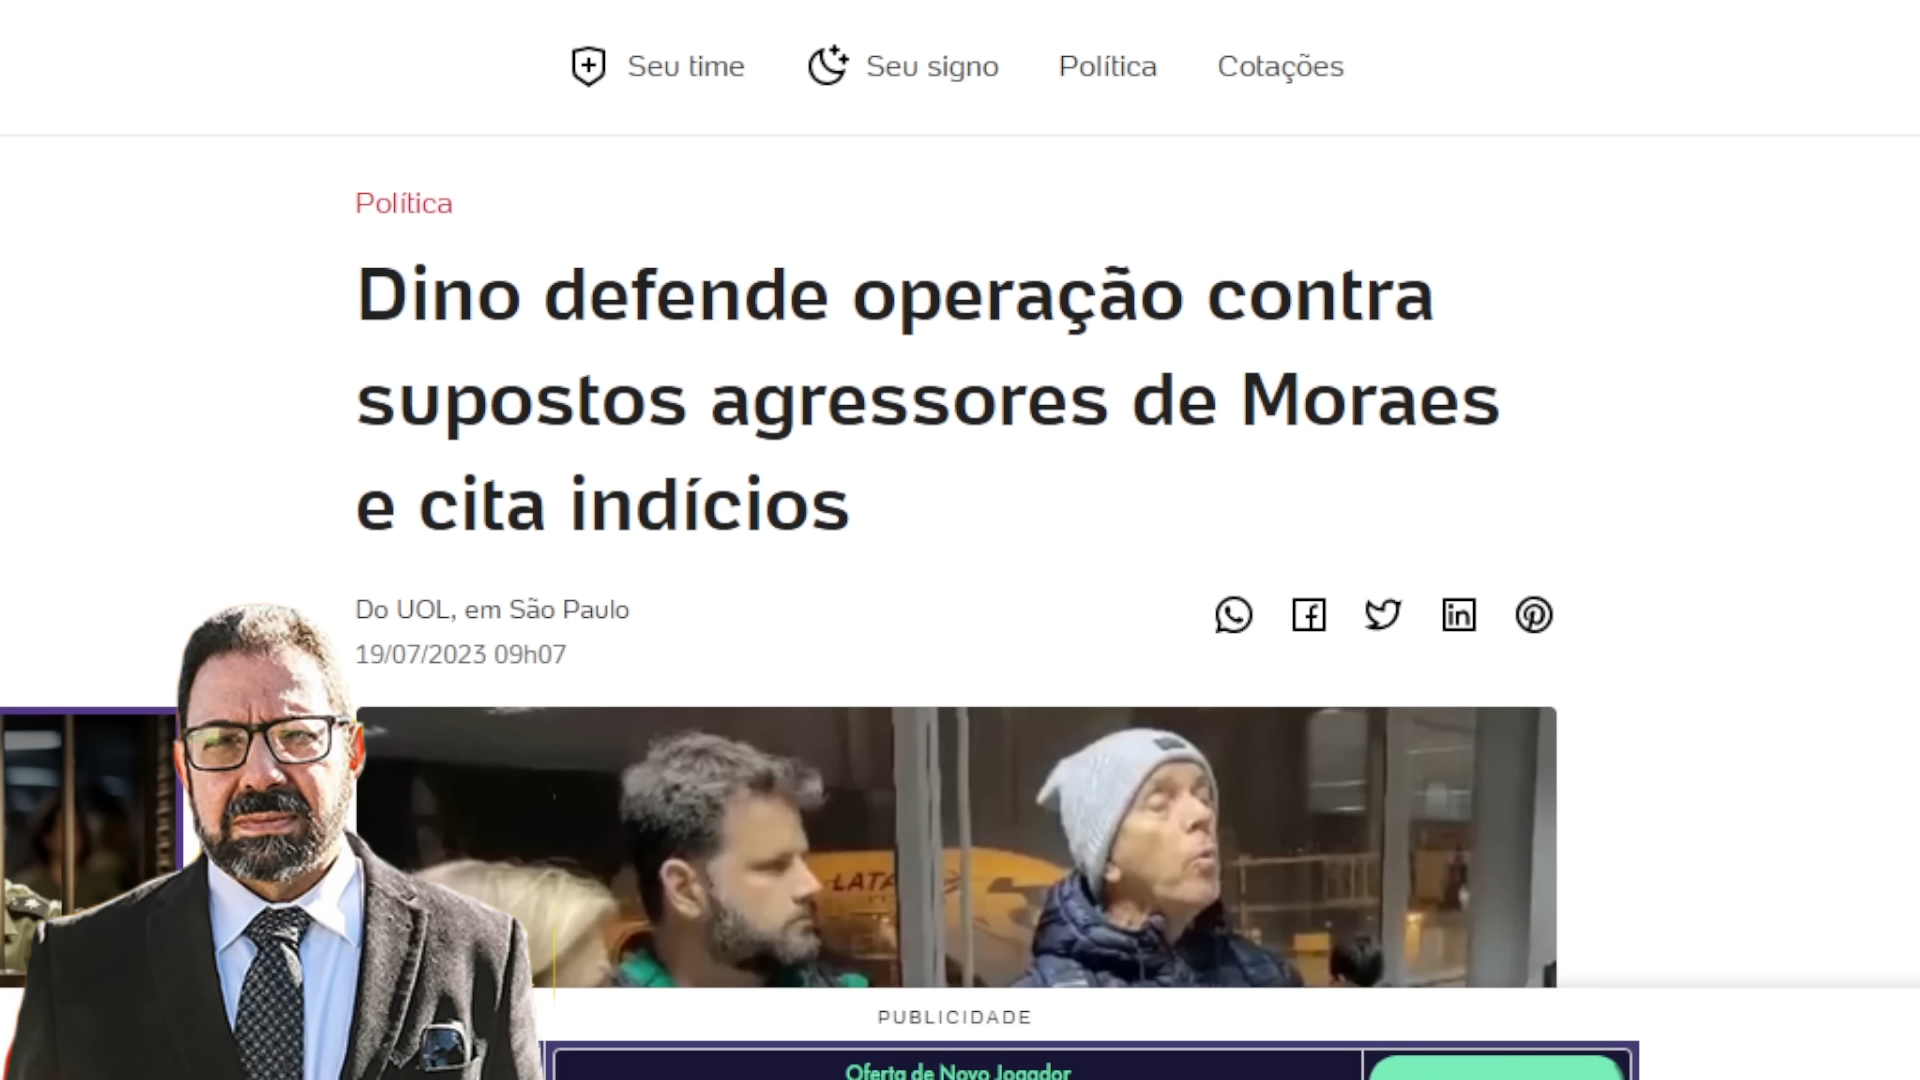 Seu time
Seu signo
Política
Cotações
Política
Dino defende operação contra
supostos agressores de Moraes
e cita indícios
Do UOL, em São Paulo
19/07/2023 09h07
LATA
PUBLICIDADE
Oferta de Novo Jogador